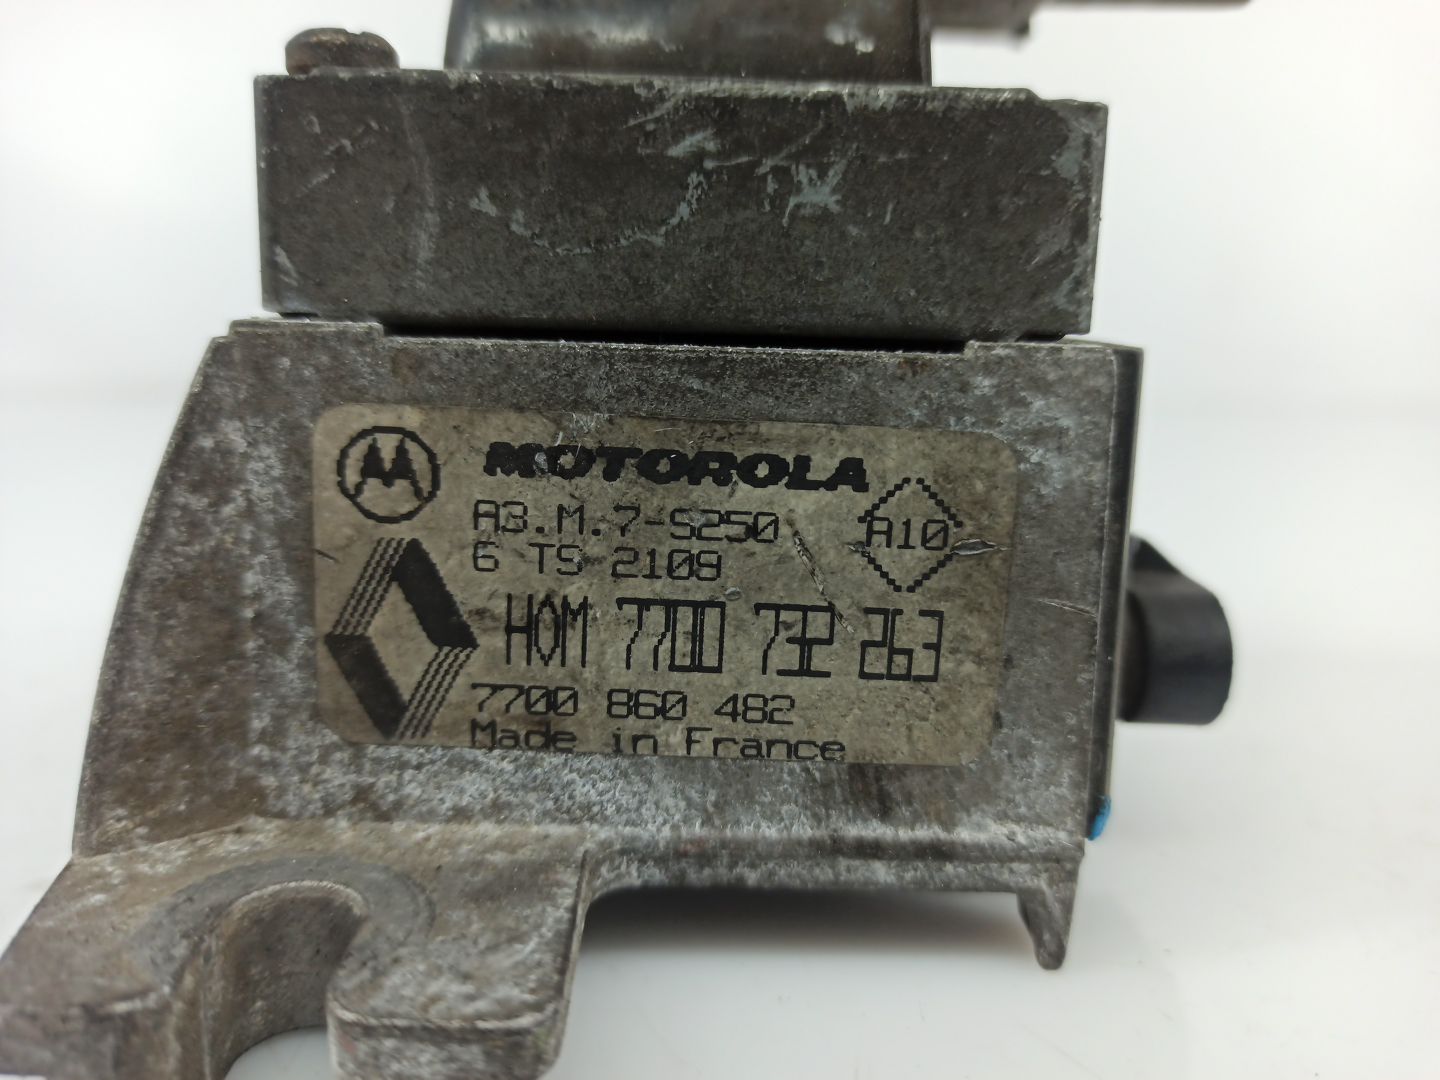 MOTOROLA
A3.M.7-S250
A10
6 TS 2109
HOM 7700 732 263
7700 860 482
Made in France